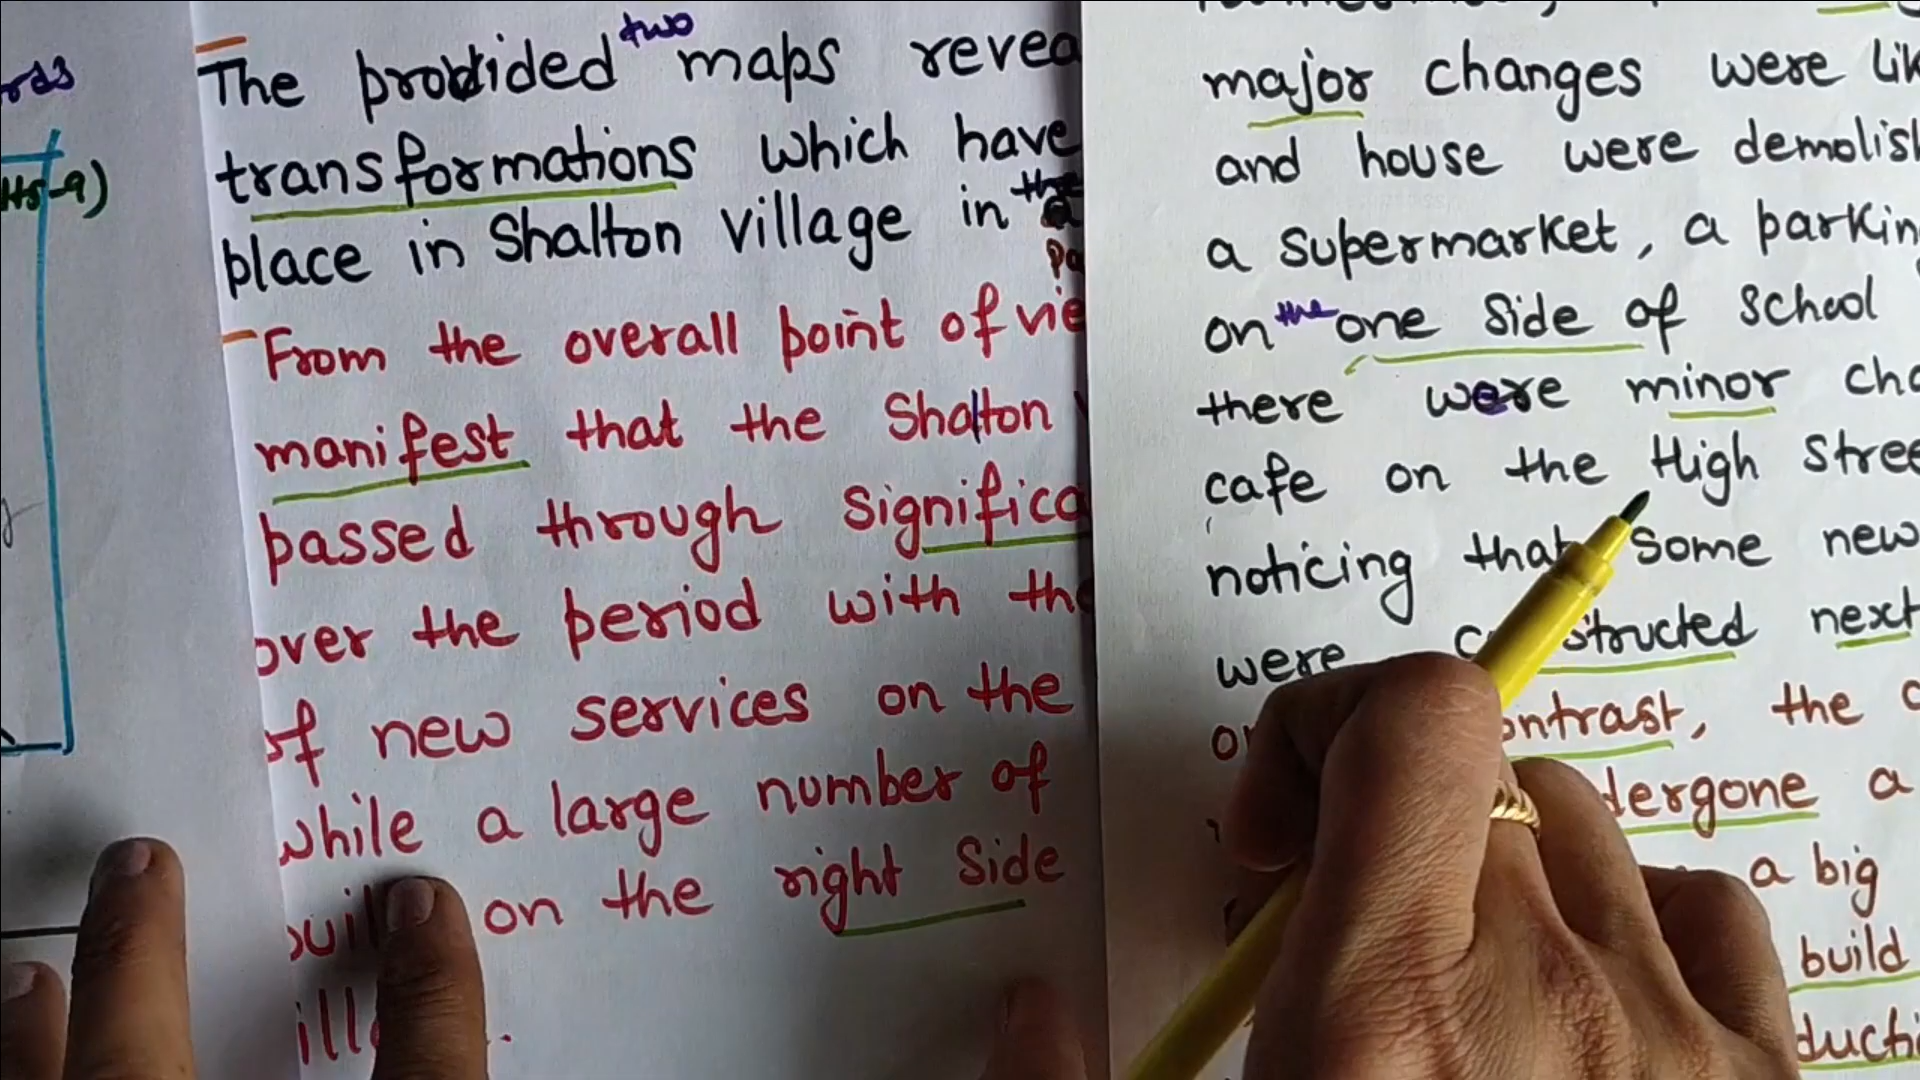 The provided two maps revea
transformations which have
place in Shalton village in the
From the overall point of vie
manifest that the Shalton
passed through significa
over the period with the
of new services on the
while a large number of
on the right side
major changes were lik
and house were demolish
a supermarket, a parking
on the one side of school
there were minor cha
cafe on the High stree
noticing that some new
were constructed next
contrast, the
dergone a
a big
build
ducti